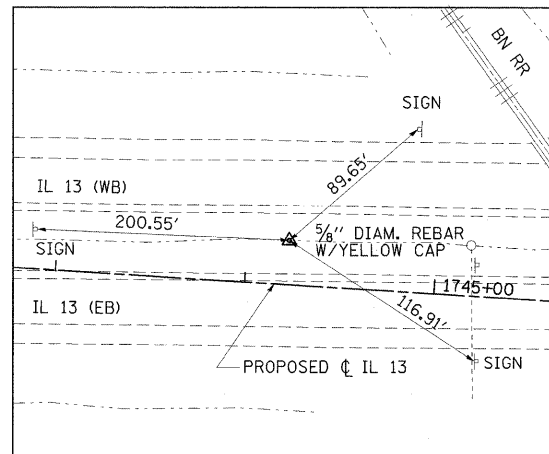 BN RR
SIGN
89.65'
IL 13 (WB)
200.55'
5/8" DIAM. REBAR
W/YELLOW CAP
SIGN
1745+00
IL 13 (EB)
116.91'
PROPOSED ℄ IL 13
SIGN